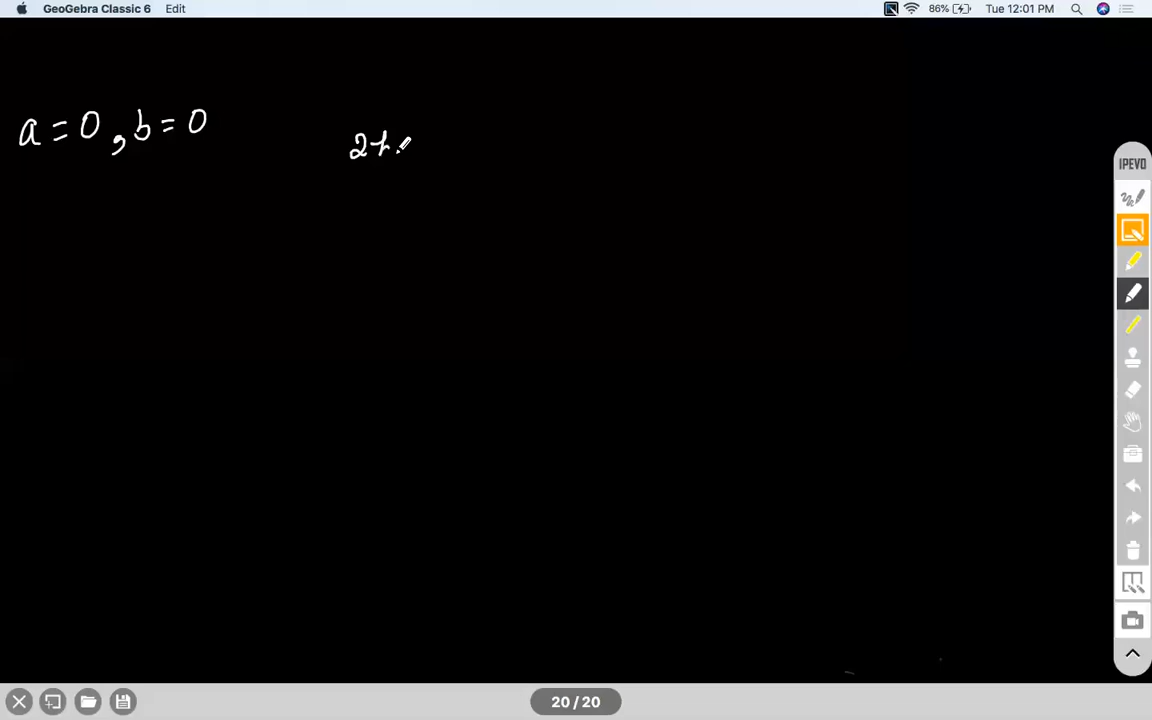 GeoGebra Classic 6 Edit 86% Tue 12:01 PM
a = 0, b = 0
2+
IPEVO
20 / 20